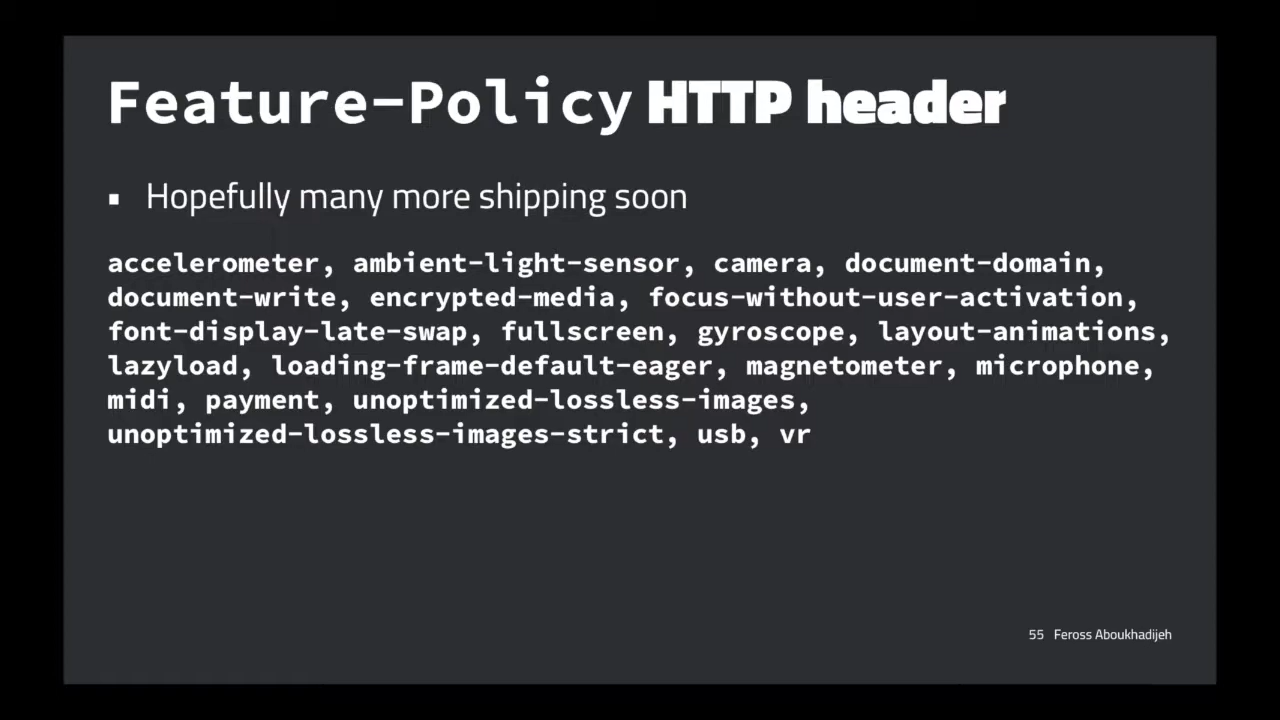 Feature-Policy HTTP header
▪ Hopefully many more shipping soon
accelerometer, ambient-light-sensor, camera, document-domain,
document-write, encrypted-media, focus-without-user-activation,
font-display-late-swap, fullscreen, gyroscope, layout-animations,
lazyload, loading-frame-default-eager, magnetometer, microphone,
midi, payment, unoptimized-lossless-images,
unoptimized-lossless-images-strict, usb, vr
55 Feross Aboukhadijeh